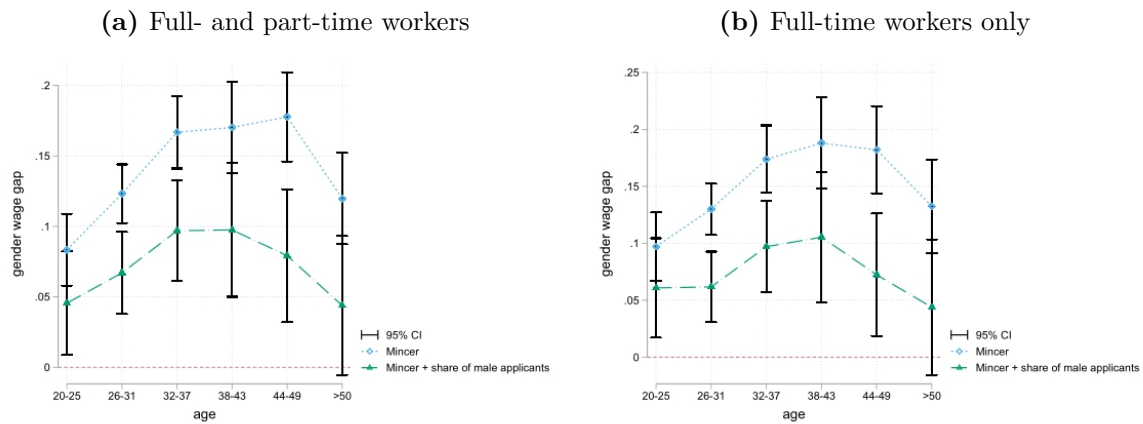 (a) Full- and part-time workers
.2
.15
.1
.05
0
gender wage gap
20-25 26-31 32-37 38-43 44-49 >50
age
95% CI
Mincer
Mincer + share of male applicants
(b) Full-time workers only
.25
.2
.15
.1
.05
0
gender wage gap
20-25 26-31 32-37 38-43 44-49 >50
age
95% CI
Mincer
Mincer + share of male applicants